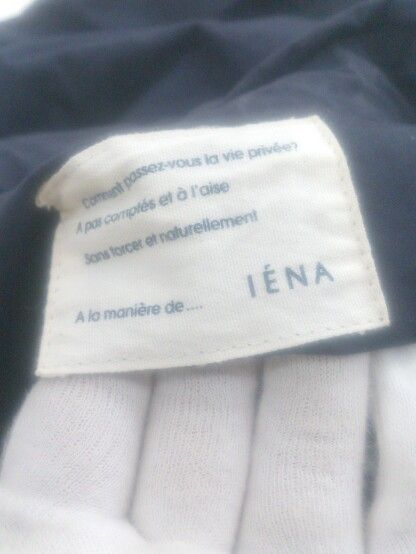 Comment passez-vous la vie privée?
A pas comptés et à l'aise
Sans forcer et naturellement
A la manière de....
IÉNA